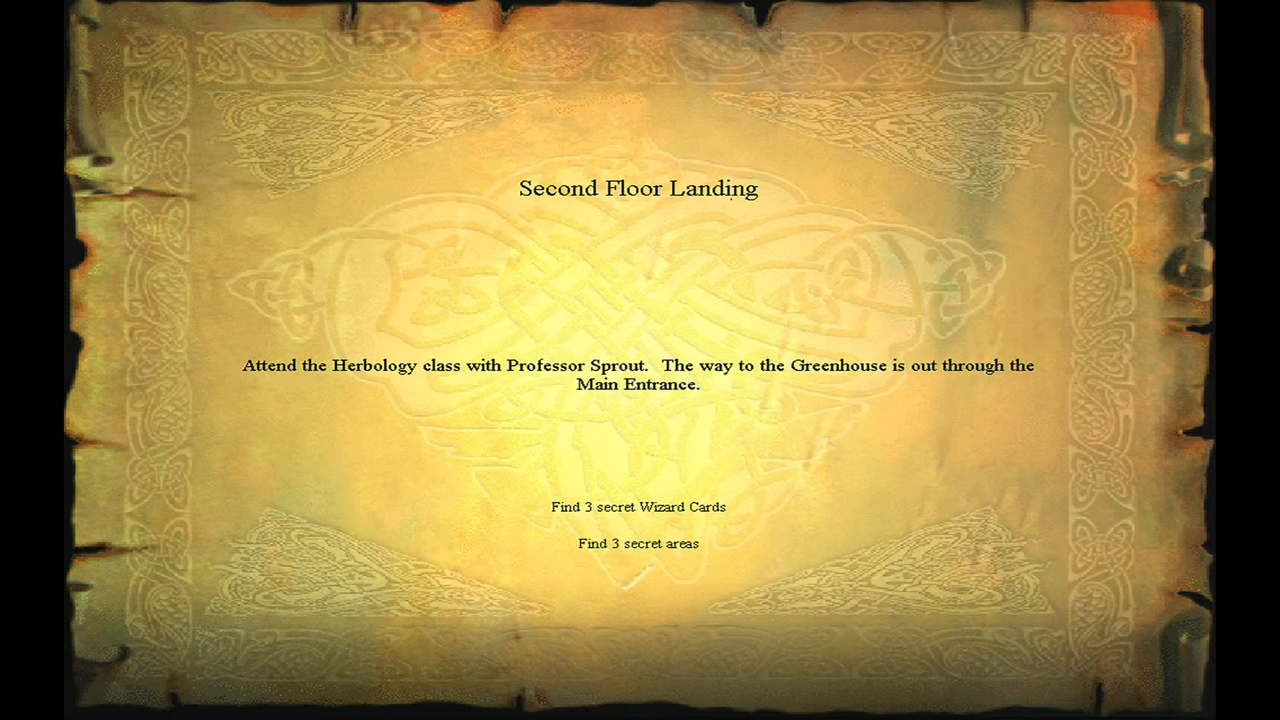 Second Floor Landing
Attend the Herbology class with Professor Sprout.  The way to the Greenhouse is out through the
Main Entrance.
Find 3 secret Wizard Cards
Find 3 secret areas